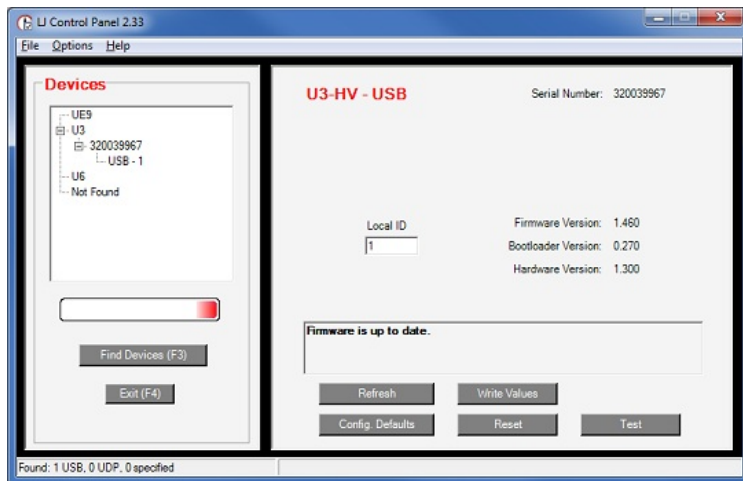 LJ Control Panel 2.33
File Options Help
Devices
UE9
U3
320039967
USB - 1
U6
Not Found
Find Devices (F3)
Exit (F4)
U3-HV - USB
Serial Number: 320039967
Local ID
1
Firmware Version: 1.460
Bootloader Version: 0.270
Hardware Version: 1.300
Firmware is up to date.
Refresh Write Values
Config. Defaults Reset Test
Found: 1 USB, 0 UDP, 0 specified